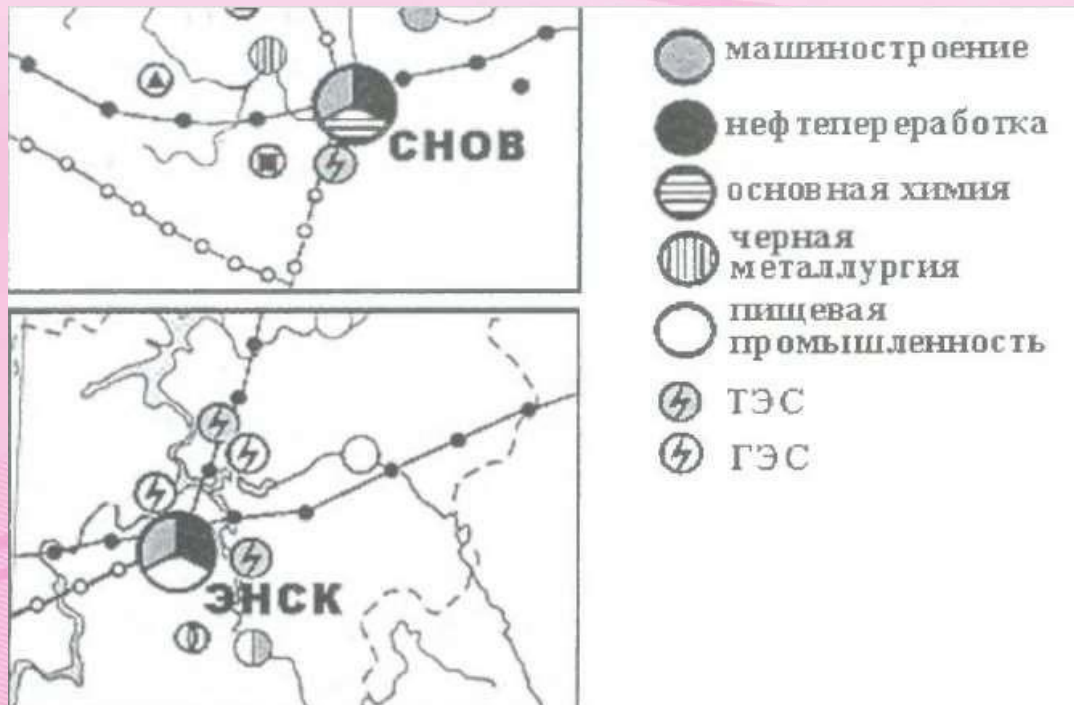 СНОВ
ЭНСК
машиностроение
нефтепереработка
основная химия
черная
металлургия
пищевая
промышленность
ТЭС
ГЭС